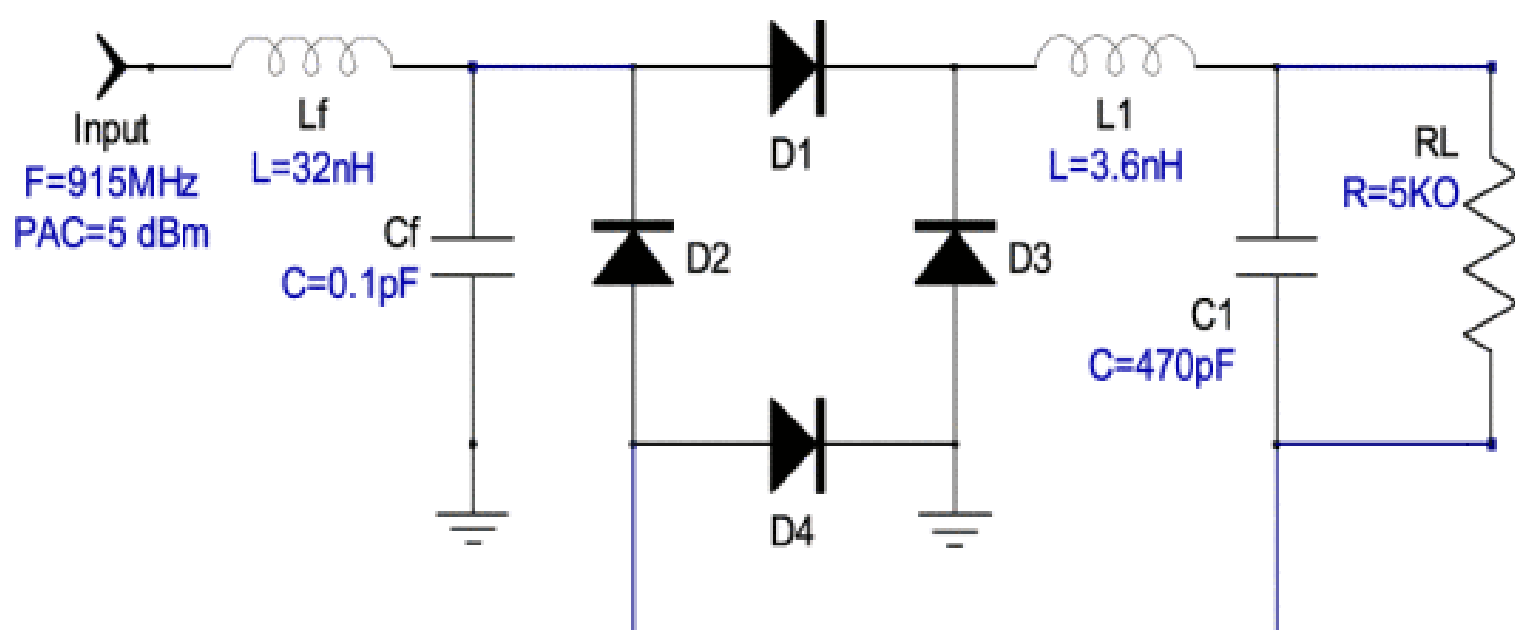 Input
F=915MHz
PAC=5 dBm
Lf
L=32nH
Cf
C=0.1pF
D1
D2
D3
D4
L1
L=3.6nH
C1
C=470pF
RL
R=5KO